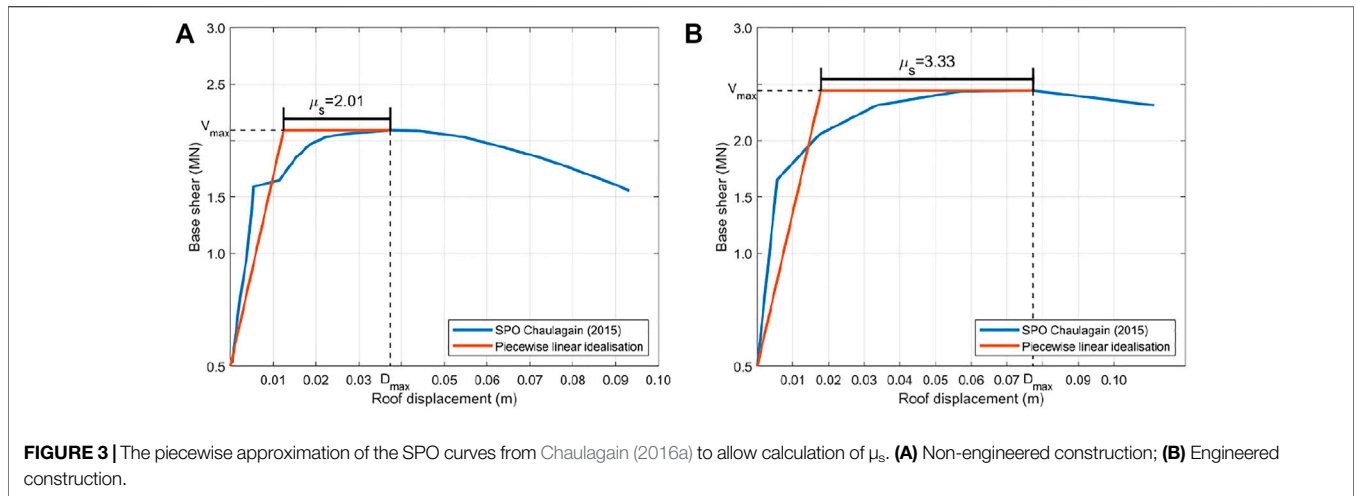 A
3.0
2.5
V_max
1.5
1.0
0.5
Base shear (MN)
μ_s=2.01
SPO Chaulagain (2015)
Piecewise linear idealisation
0.01 0.02 0.03 D_max 0.05 0.06 0.07 0.08 0.09 0.10
Roof displacement (m)
B
3.0
V_max
2.0
1.5
1.0
0.5
Base shear (MN)
μ_s=3.33
SPO Chaulagain (2015)
Piecewise linear idealisation
0.01 0.02 0.03 0.04 0.05 0.06 0.07 D_max 0.09 0.10
Roof displacement (m)
FIGURE 3 | The piecewise approximation of the SPO curves from Chaulagain (2016a) to allow calculation of μ_s. (A) Non-engineered construction; (B) Engineered
construction.